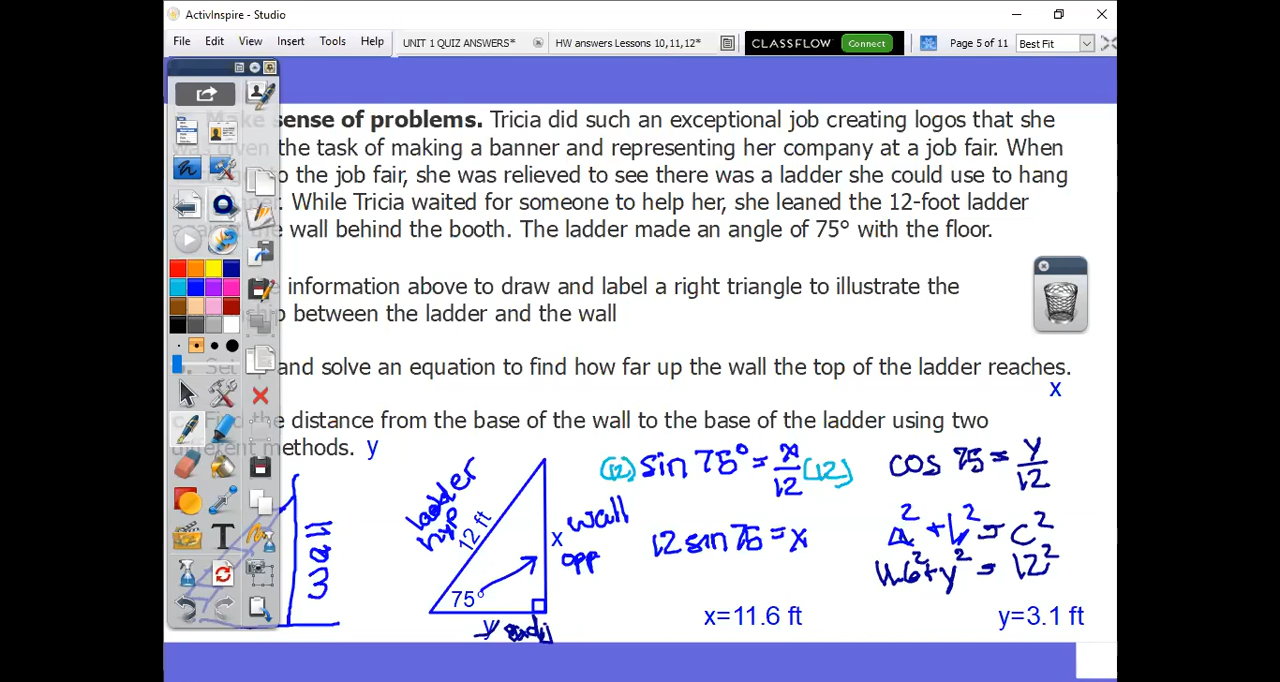 ActivInspire - Studio
File Edit View Insert Tools Help UNIT 1 QUIZ ANSWERS* HW answers Lessons 10,11,12* CLASSFLOW Connect Page 5 of 11 Best Fit
Make sense of problems. Tricia did such an exceptional job creating logos that she
was given the task of making a banner and representing her company at a job fair. When
o the job fair, she was relieved to see there was a ladder she could use to hang
. While Tricia waited for someone to help her, she leaned the 12-foot ladder
wall behind the booth. The ladder made an angle of 75° with the floor.
information above to draw and label a right triangle to illustrate the
ip between the ladder and the wall
and solve an equation to find how far up the wall the top of the ladder reaches.
x
the distance from the base of the wall to the base of the ladder using two
different methods. y
(12) sin 75° = x/12 (12)
cos 75 = y/12
ladder
hyp
12 ft
x wall
opp
75°
y adj
wall
12 sin 75 = x
a² + b² = c²
11.6² + y² = 12²
x=11.6 ft
y=3.1 ft
T